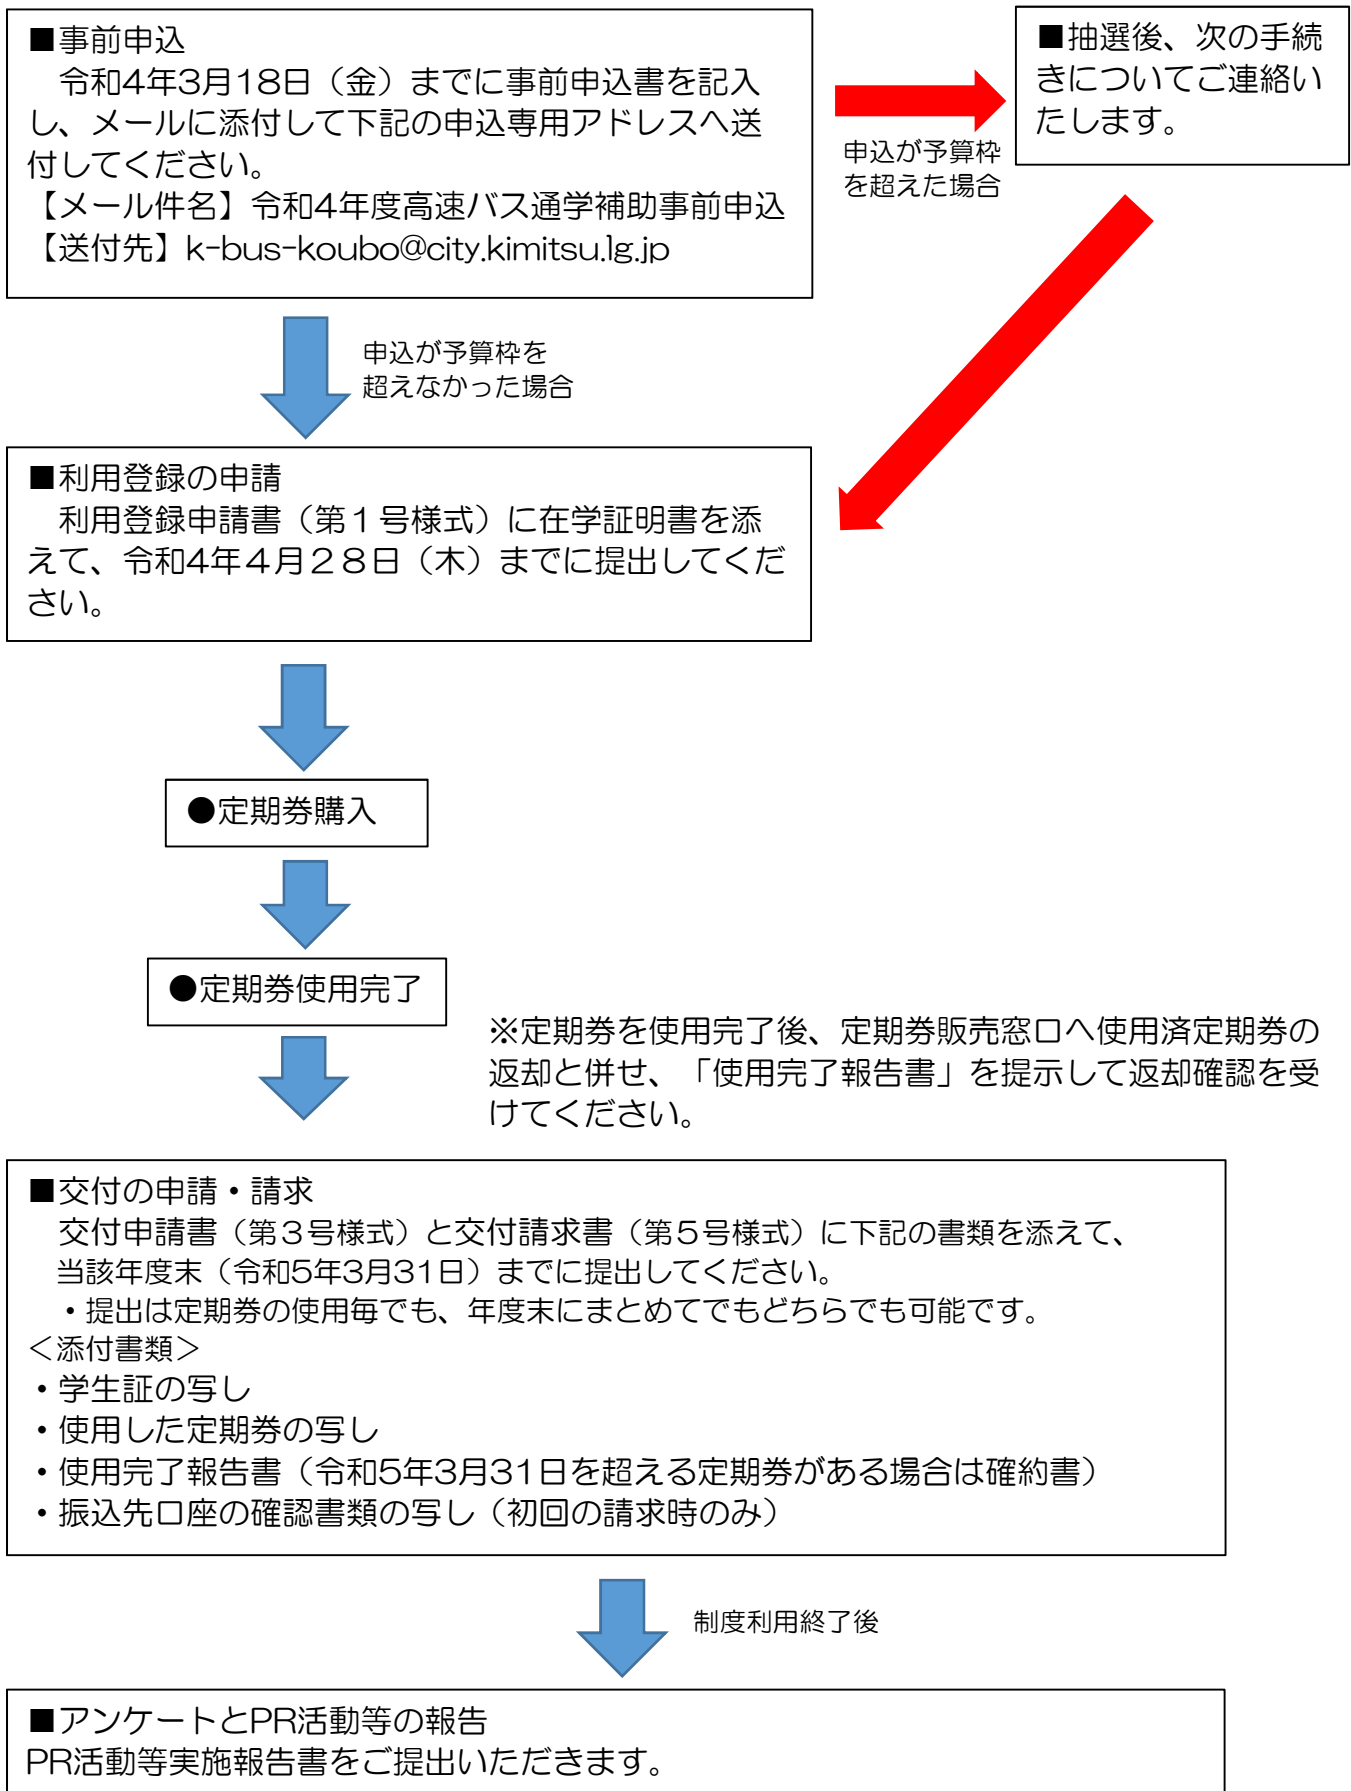 ■事前申込
　令和4年3月18日（金）までに事前申込書を記入
し、メールに添付して下記の申込専用アドレスへ送
付してください。
【メール件名】令和4年度高速バス通学補助事前申込
【送付先】k-bus-koubo@city.kimitsu.lg.jp
申込が予算枠
を超えた場合
■抽選後、次の手続
きについてご連絡い
たします。
申込が予算枠を
超えなかった場合
■利用登録の申請
　利用登録申請書（第１号様式）に在学証明書を添
えて、令和4年４月２８日（木）までに提出してくだ
さい。
●定期券購入
●定期券使用完了
※定期券を使用完了後、定期券販売窓口へ使用済定期券の
返却と併せ、「使用完了報告書」を提示して返却確認を受
けてください。
■交付の申請・請求
　交付申請書（第３号様式）と交付請求書（第５号様式）に下記の書類を添えて、
　当該年度末（令和5年3月31日）までに提出してください。
　・提出は定期券の使用毎でも、年度末にまとめてでもどちらでも可能です。
＜添付書類＞
・学生証の写し
・使用した定期券の写し
・使用完了報告書（令和5年3月31日を超える定期券がある場合は確約書）
・振込先口座の確認書類の写し（初回の請求時のみ）
制度利用終了後
■アンケートとPR活動等の報告
PR活動等実施報告書をご提出いただきます。